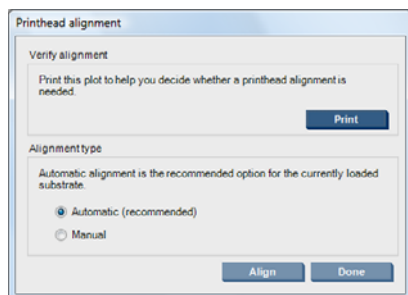 Printhead alignment
Verify alignment
Print this plot to help you decide whether a printhead alignment is
needed.
Print
Alignment type
Automatic alignment is the recommended option for the currently loaded
substrate.
Automatic (recommended)
Manual
Align
Done